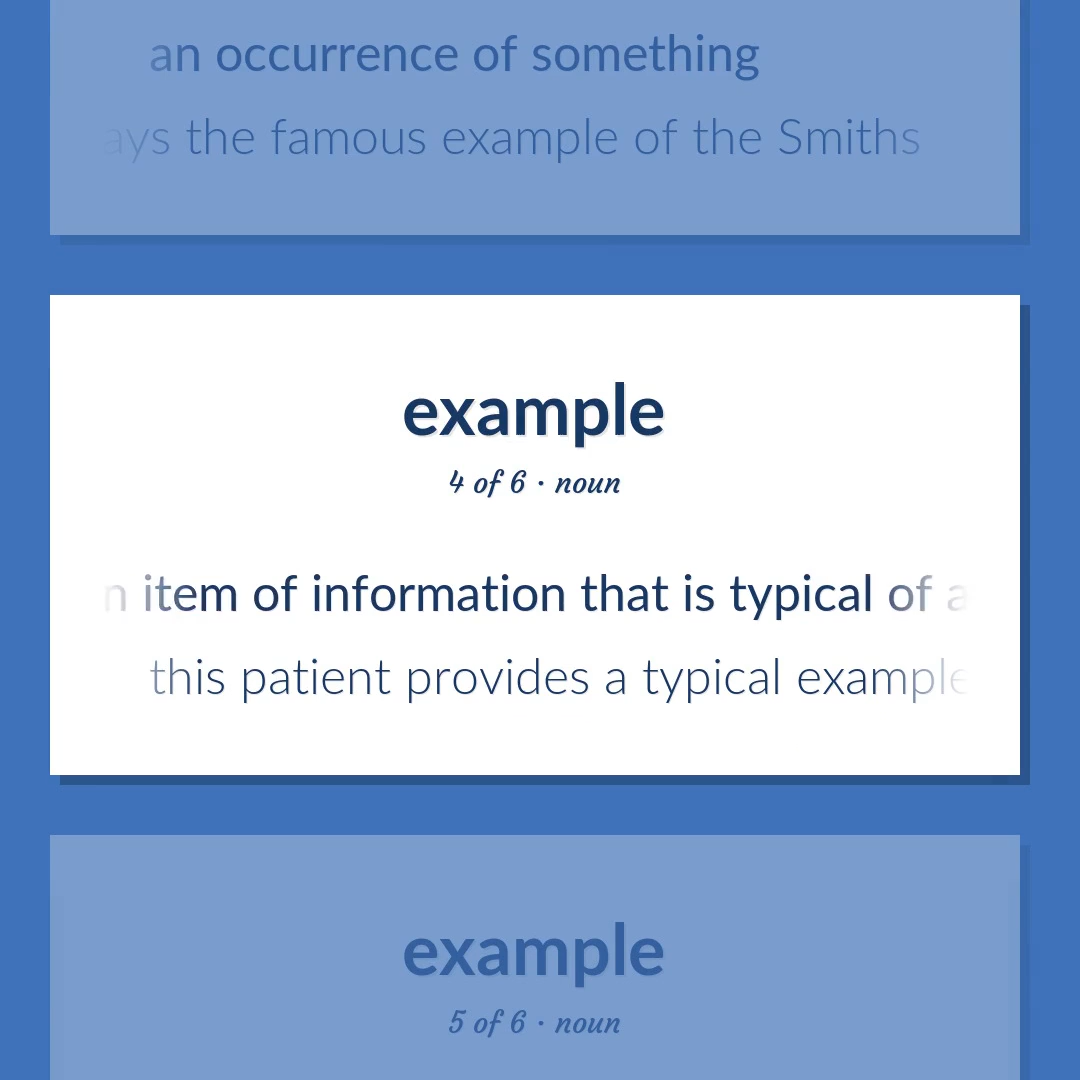 an occurrence of something
the famous example of the Smiths
example
4 of 6 · noun
item of information that is typical of
this patient provides a typical example
example
5 of 6 · noun